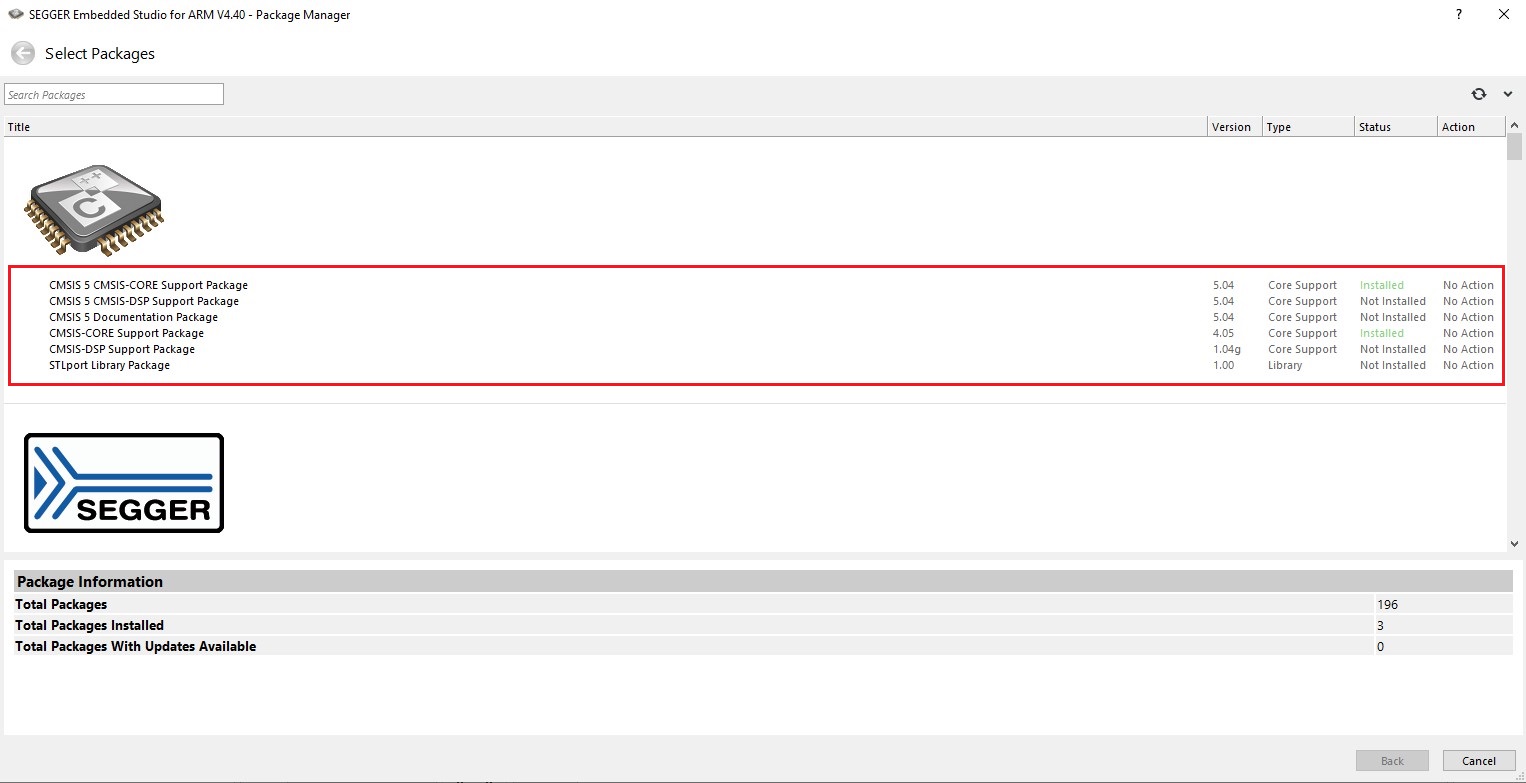 SEGGER Embedded Studio for ARM V4.40 - Package Manager ?
Select Packages
Search Packages
Title Version Type Status Action
++
C
CMSIS 5 CMSIS-CORE Support Package 5.04 Core Support Installed No Action
CMSIS 5 CMSIS-DSP Support Package 5.04 Core Support Not Installed No Action
CMSIS 5 Documentation Package 5.04 Core Support Not Installed No Action
CMSIS-CORE Support Package 4.05 Core Support Installed No Action
CMSIS-DSP Support Package 1.04g Core Support Not Installed No Action
STLport Library Package 1.00 Library Not Installed No Action
SEGGER
Package Information
Total Packages 196
Total Packages Installed 3
Total Packages With Updates Available 0
Back Cancel